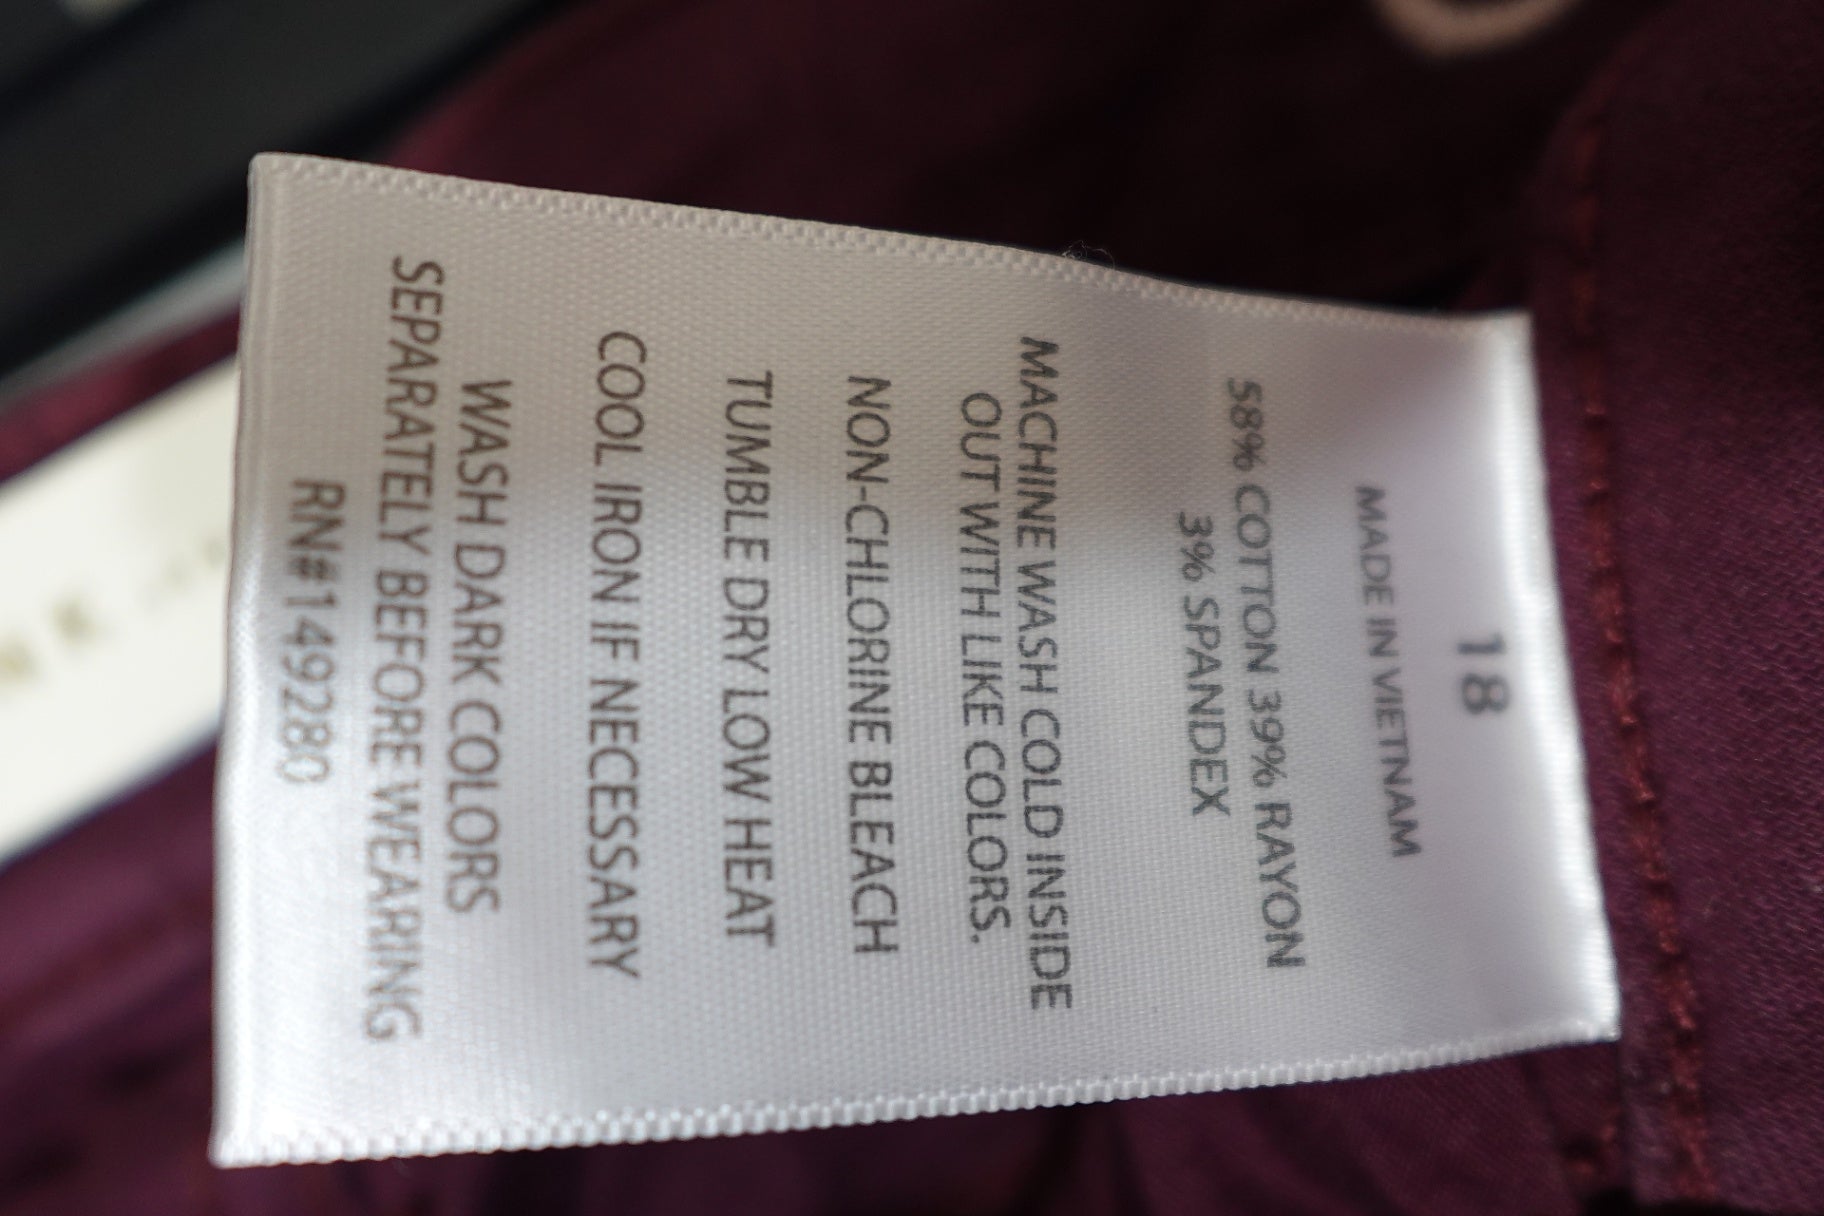 18
MADE IN VIETNAM
58% COTTON 39% RAYON
3% SPANDEX
MACHINE WASH COLD INSIDE
OUT WITH LIKE COLORS.
NON-CHLORINE BLEACH
TUMBLE DRY LOW HEAT
COOL IRON IF NECESSARY
WASH DARK COLORS
SEPARATELY BEFORE WEARING
RN#149280